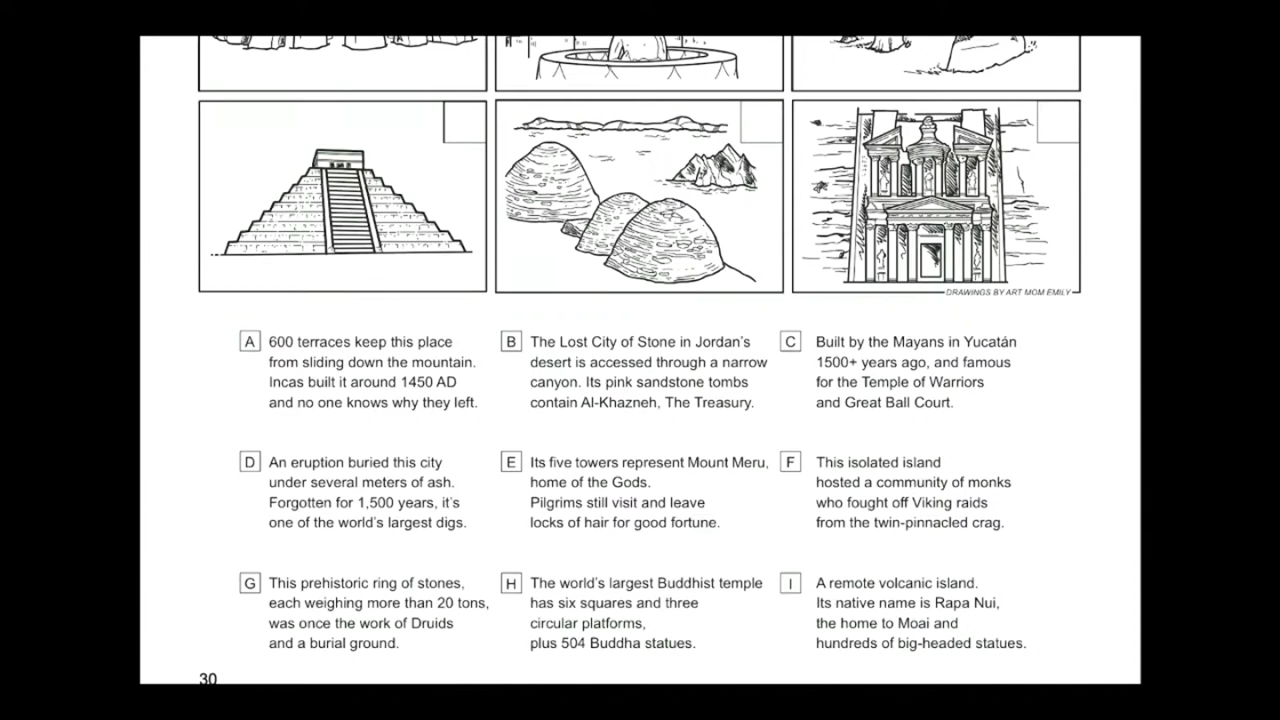 DRAWINGS BY ART MOM EMILY
A
600 terraces keep this place
from sliding down the mountain.
Incas built it around 1450 AD
and no one knows why they left.
B
The Lost City of Stone in Jordan's
desert is accessed through a narrow
canyon. Its pink sandstone tombs
contain Al-Khazneh, The Treasury.
C
Built by the Mayans in Yucatán
1500+ years ago, and famous
for the Temple of Warriors
and Great Ball Court.
D
An eruption buried this city
under several meters of ash.
Forgotten for 1,500 years, it's
one of the world's largest digs.
E
Its five towers represent Mount Meru,
home of the Gods.
Pilgrims still visit and leave
locks of hair for good fortune.
F
This isolated island
hosted a community of monks
who fought off Viking raids
from the twin-pinnacled crag.
G
This prehistoric ring of stones,
each weighing more than 20 tons,
was once the work of Druids
and a burial ground.
H
The world's largest Buddhist temple
has six squares and three
circular platforms,
plus 504 Buddha statues.
I
A remote volcanic island.
Its native name is Rapa Nui,
the home to Moai and
hundreds of big-headed statues.
30